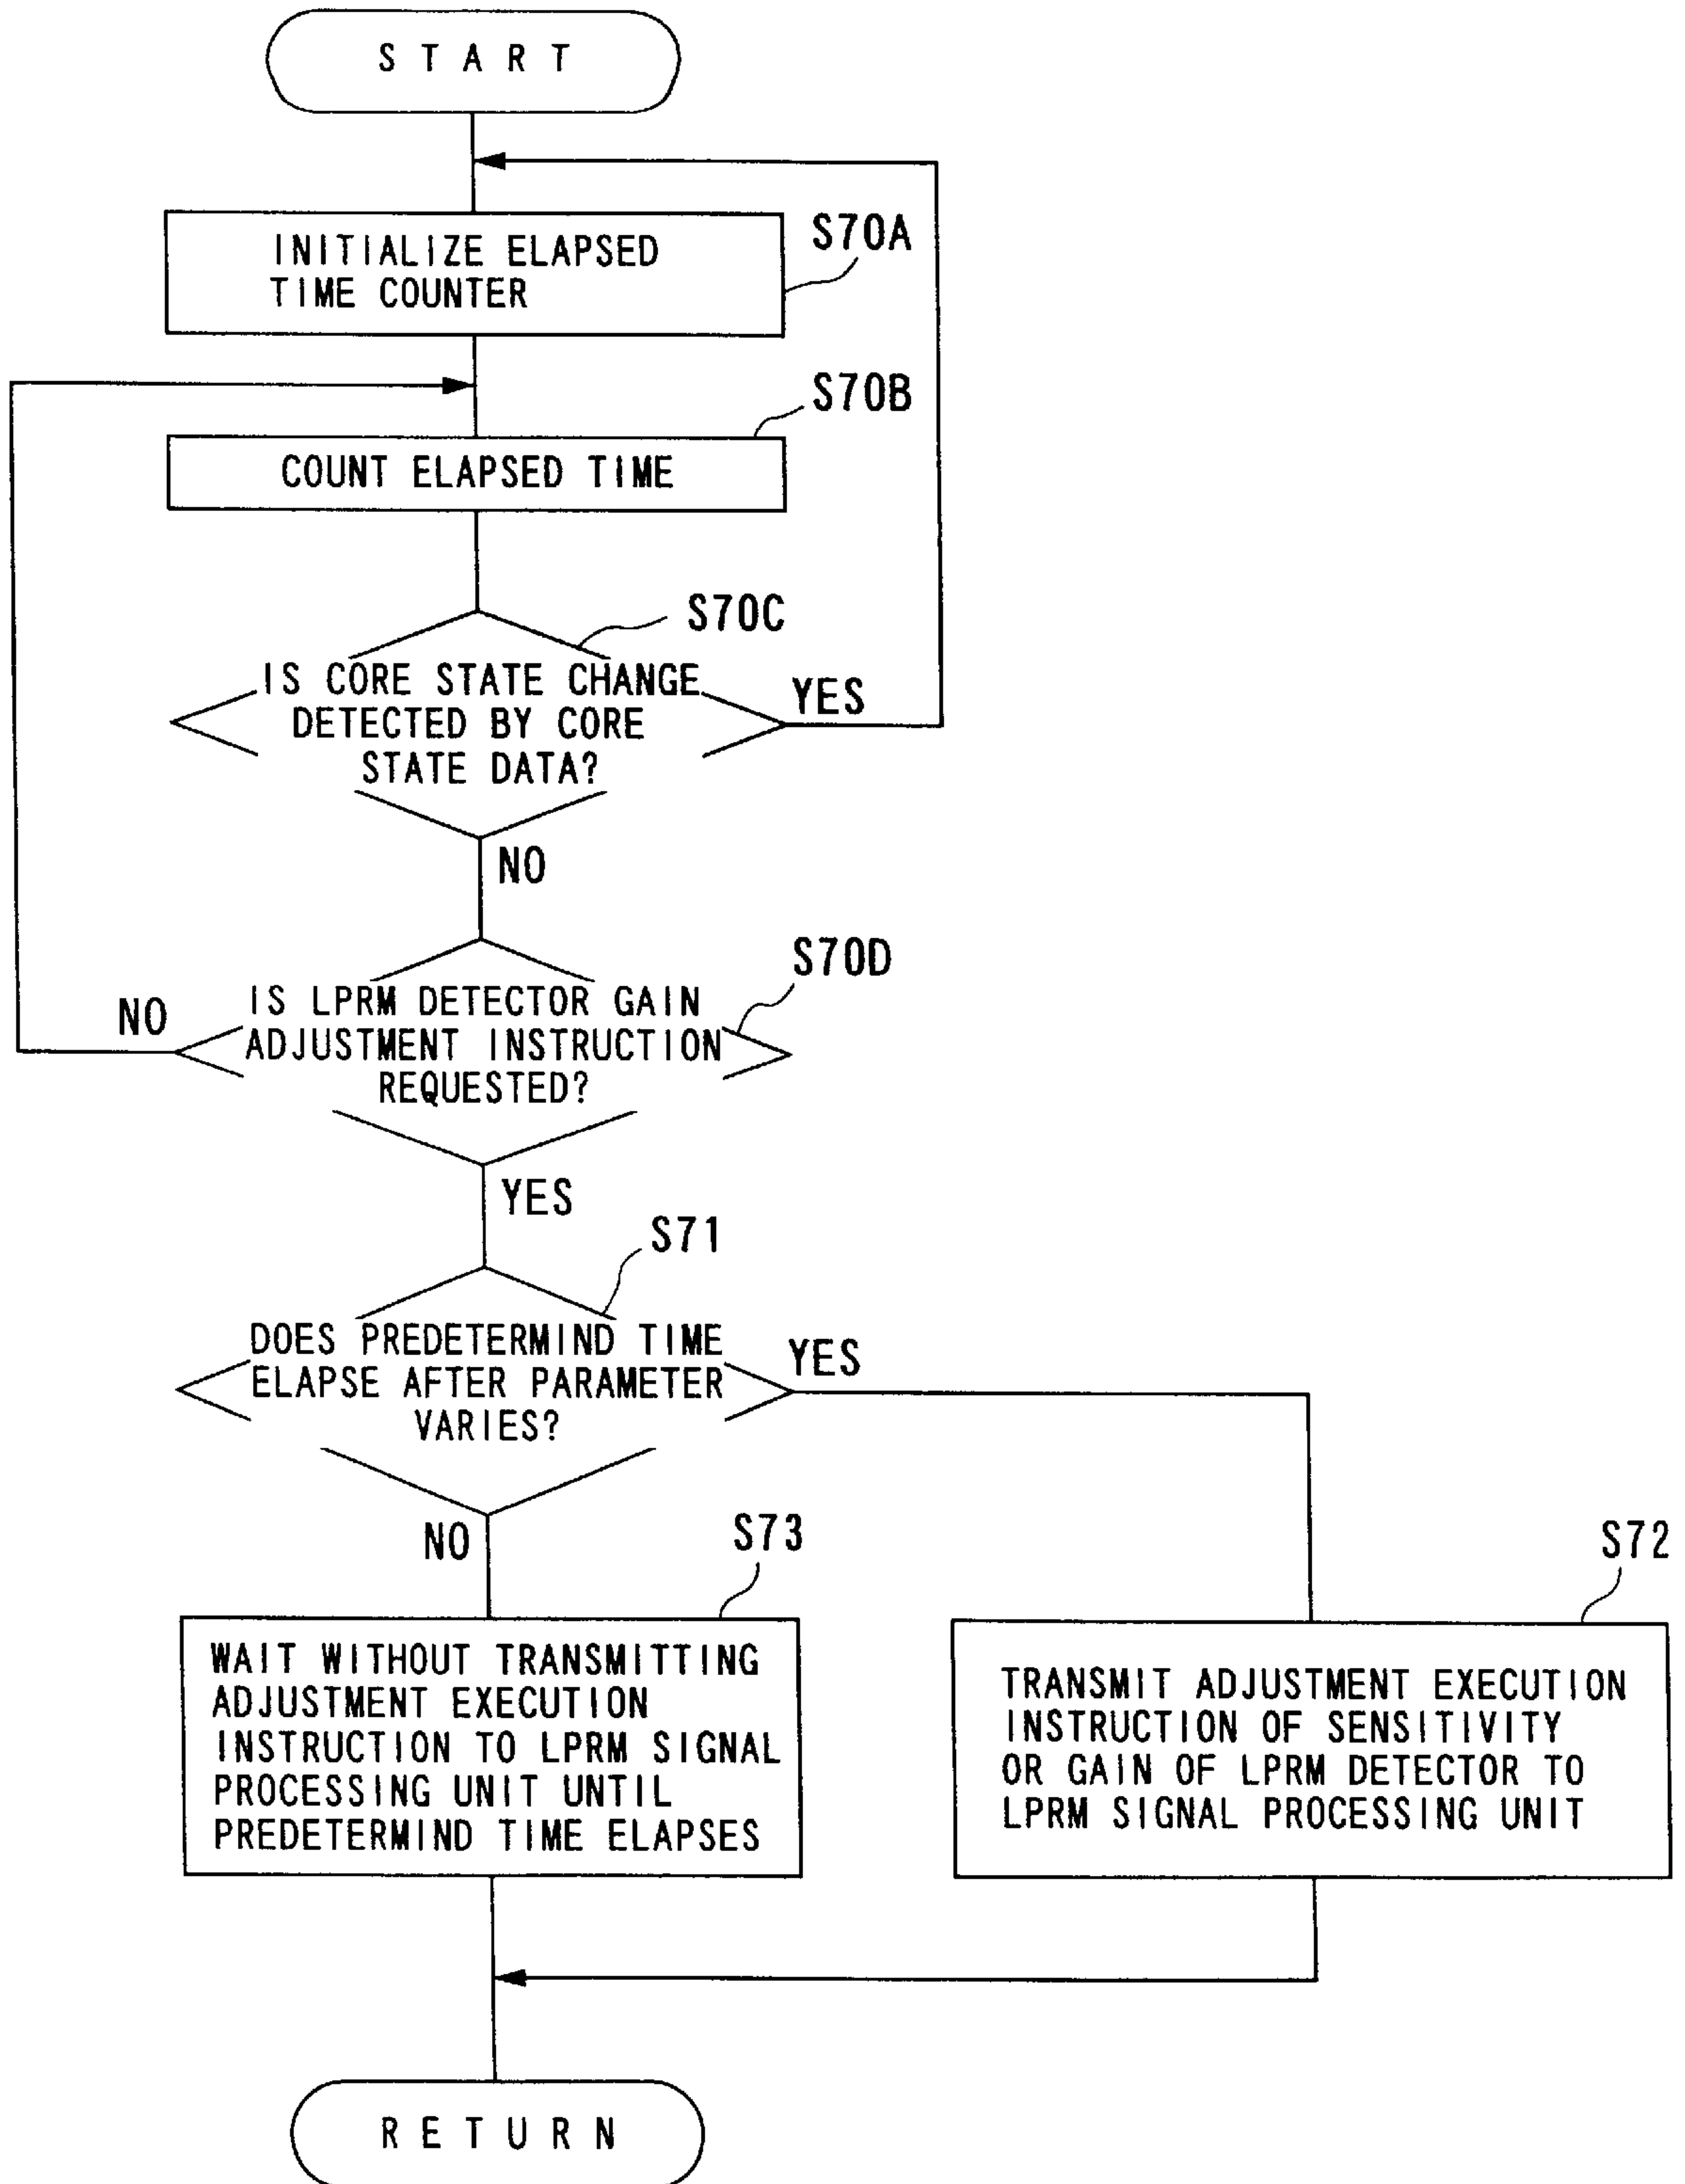 START
INITIALIZE ELAPSED
TIME COUNTER
S70A
S70B
COUNT ELAPSED TIME
S70C
IS CORE STATE CHANGE
DETECTED BY CORE
STATE DATA?
YES
NO
S70D
IS LPRM DETECTOR GAIN
ADJUSTMENT INSTRUCTION
REQUESTED?
NO
YES
S71
DOES PREDETERMIND TIME
ELAPSE AFTER PARAMETER
VARIES?
YES
NO
S73
WAIT WITHOUT TRANSMITTING
ADJUSTMENT EXECUTION
INSTRUCTION TO LPRM SIGNAL
PROCESSING UNIT UNTIL
PREDETERMIND TIME ELAPSES
S72
TRANSMIT ADJUSTMENT EXECUTION
INSTRUCTION OF SENSITIVITY
OR GAIN OF LPRM DETECTOR TO
LPRM SIGNAL PROCESSING UNIT
RETURN